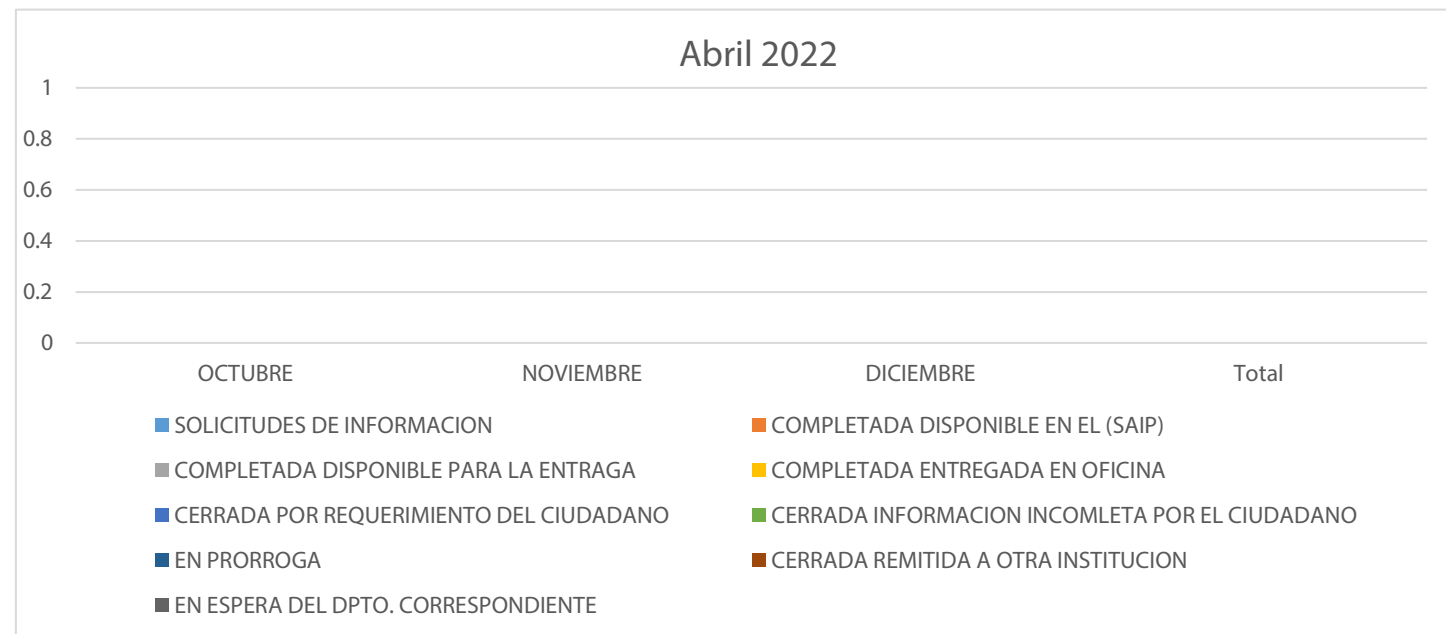 Abril 2022
1
0.8
0.6
0.4
0.2
0
OCTUBRE NOVIEMBRE DICIEMBRE Total
SOLICITUDES DE INFORMACION COMPLETADA DISPONIBLE EN EL (SAIP)
COMPLETADA DISPONIBLE PARA LA ENTRAGA COMPLETADA ENTREGADA EN OFICINA
CERRADA POR REQUERIMIENTO DEL CIUDADANO CERRADA INFORMACION INCOMLETA POR EL CIUDADANO
EN PRORROGA CERRADA REMITIDA A OTRA INSTITUCION
EN ESPERA DEL DPTO. CORRESPONDIENTE